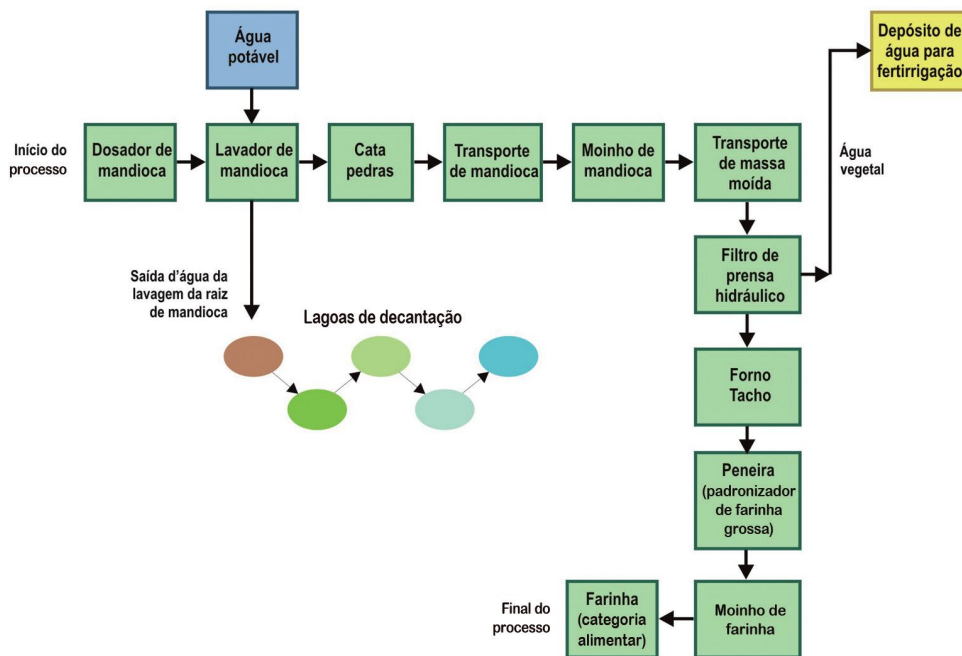 Água
potável
Depósito de
água para
fertirrigação
Início do
processo
Dosador de
mandioca
Lavador de
mandioca
Cata
pedras
Transporte
de mandioca
Moinho de
mandioca
Transporte
de massa
moída
Água
vegetal
Saída d'água da
lavagem da raiz
de mandioca
Filtro de
prensa
hidráulico
Lagoas de decantação
Forno
Tacho
Peneira
(padronizador
de farinha
grossa)
Final do
processo
Farinha
(categoria
alimentar)
Moinho de
farinha